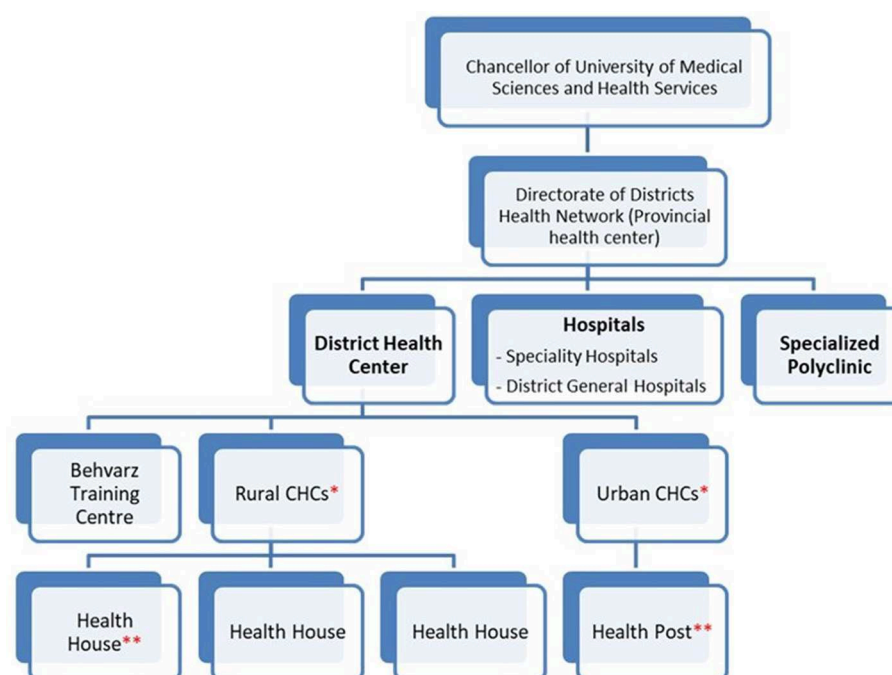 Chancellor of University of Medical
Sciences and Health Services
Directorate of Districts
Health Network (Provincial
health center)
District Health
Center
Hospitals
- Speciality Hospitals
- District General Hospitals
Specialized
Polyclinic
Behvarz
Training
Centre
Rural CHCs*
Urban CHCs*
Health
House**
Health House
Health House
Health Post**